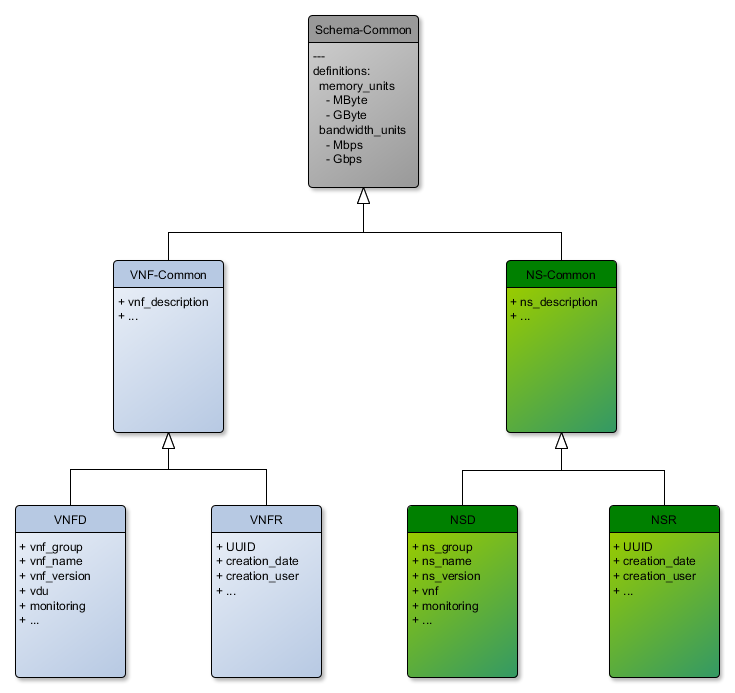 Schema-Common
---
definitions:
memory_units
- MByte
- GByte
bandwidth_units
- Mbps
- Gbps
VNF-Common
+ vnf_description
+ ...
NS-Common
+ ns_description
+ ...
VNFD
+ vnf_group
+ vnf_name
+ vnf_version
+ vdu
+ monitoring
+ ...
VNFR
+ UUID
+ creation_date
+ creation_user
+ ...
NSD
+ ns_group
+ ns_name
+ ns_version
+ vnf
+ monitoring
+ ...
NSR
+ UUID
+ creation_date
+ creation_user
+ ...